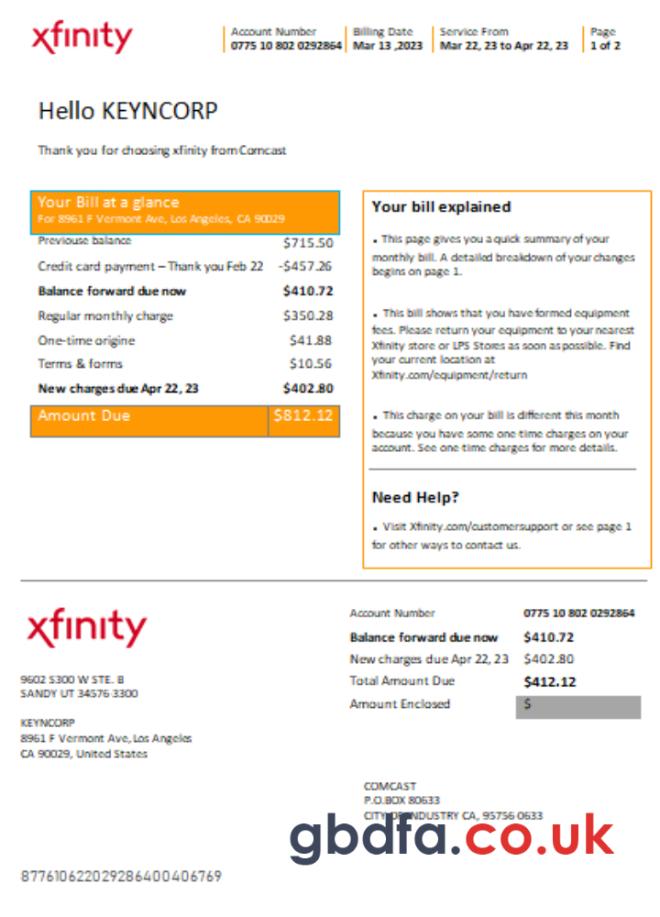 xfinity
Account Number
0775 10 802 0292864
Billing Date
Mar 13 ,2023
Service From
Mar 22, 23 to Apr 22, 23
Page
1 of 2
Hello KEYNCORP
Thank you for choosing xfinity from Comcast
Your Bill at a glance
For 8961 F Vermont Ave, Los Angeles, CA 90029
Previouse balance $715.50
Credit card payment – Thank you Feb 22 -$457.26
Balance forward due now $410.72
Regular monthly charge $350.28
One-time origine $41.88
Terms & forms $10.56
New charges due Apr 22, 23 $402.80
Amount Due $812.12
Your bill explained
• This page gives you a quick summary of your
monthly bill. A detailed breakdown of your changes
begins on page 1.
• This bill shows that you have formed equipment
fees. Please return your equipment to your nearest
Xfinity store or LPS Stores as soon as possible. Find
your current location at
Xfinity.com/equipment/return
• This charge on your bill is different this month
because you have some one time charges on your
account. See one time charges for more details.
Need Help?
• Visit Xfinity.com/customersupport or see page 1
for other ways to contact us.
xfinity
9602 S300 W STE. B
SANDY UT 34576 3300
KEYNCORP
8961 F Vermont Ave, Los Angeles
CA 90029, United States
Account Number 0775 10 802 0292864
Balance forward due now $410.72
New charges due Apr 22, 23 $402.80
Total Amount Due $412.12
Amount Enclosed $
COMCAST
P.O.BOX 80633
CITY OF INDUSTRY CA, 95756 0633
gbdfa.co.uk
877610622029286400406769